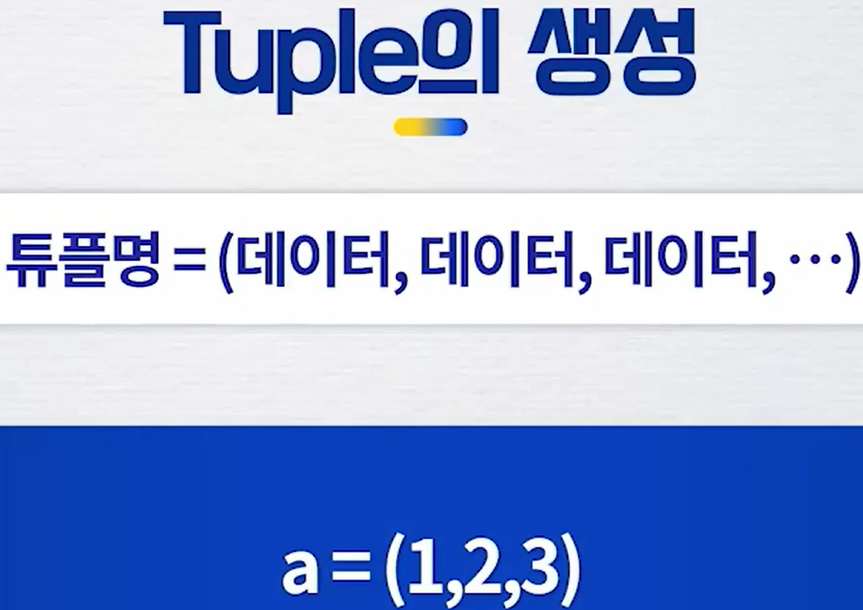 Tuple의 생성
튜플명 = (데이터, 데이터, 데이터, …)
a = (1,2,3)